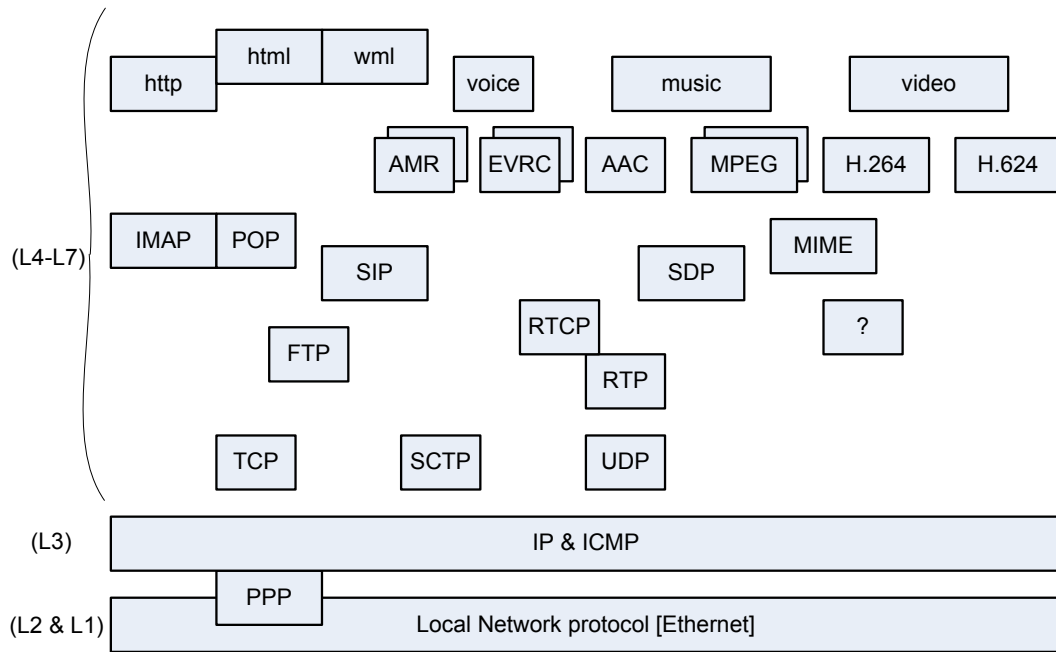 html
wml
http
voice
music
video
AMR
EVRC
AAC
MPEG
H.264
H.624
IMAP
POP
MIME
(L4-L7)
SIP
SDP
RTCP
?
FTP
RTP
TCP
SCTP
UDP
(L3)
IP & ICMP
PPP
(L2 & L1)
Local Network protocol [Ethernet]